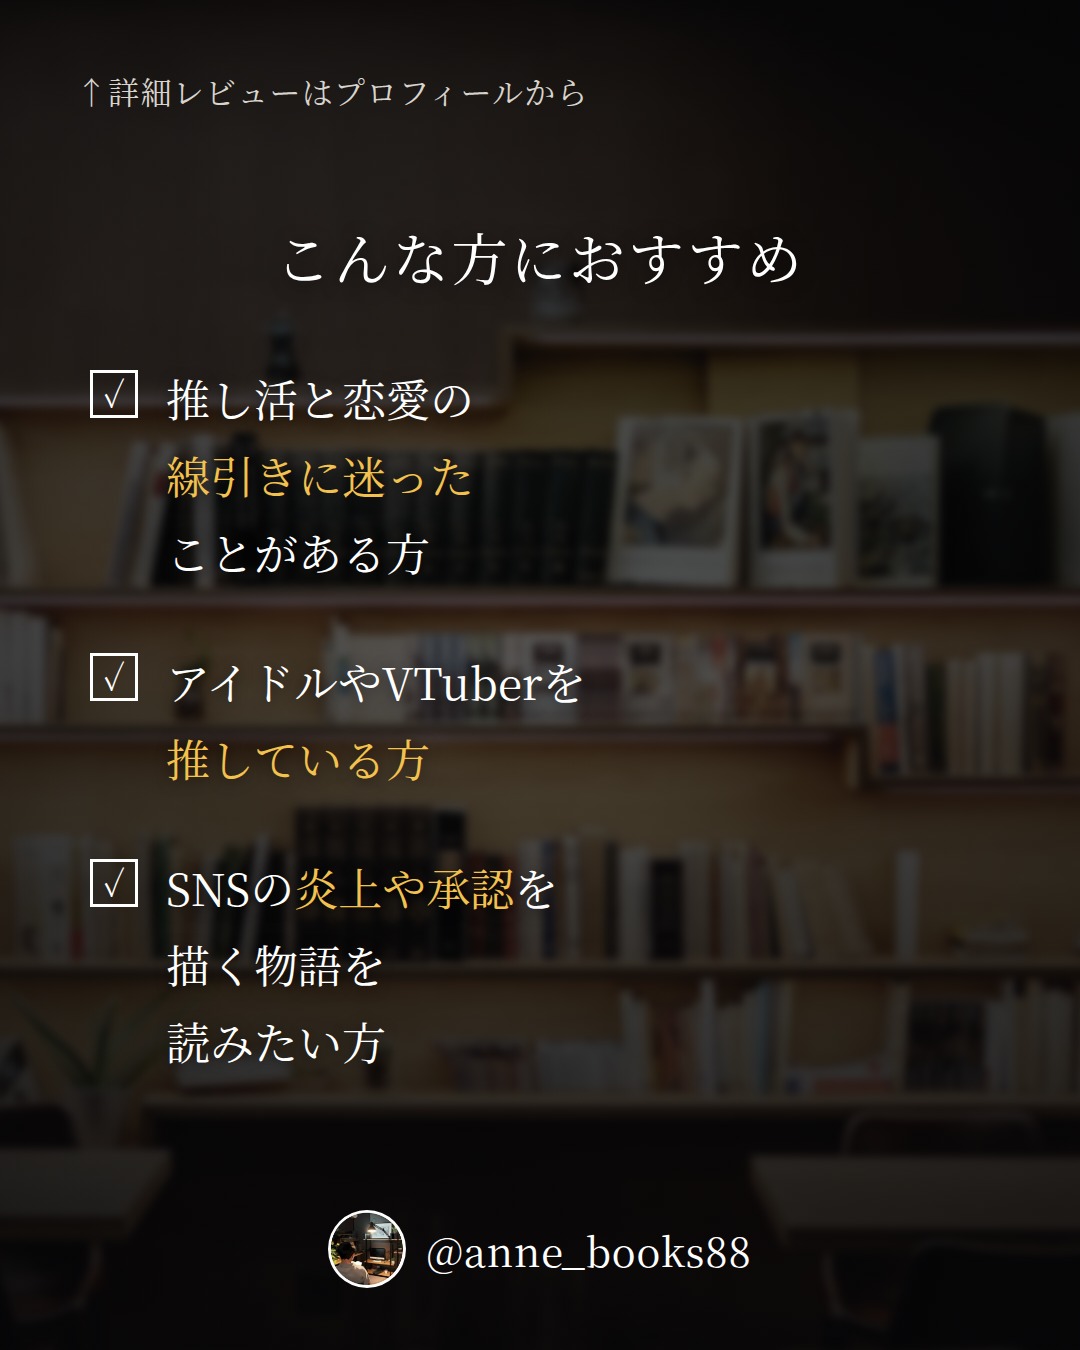 ↑詳細レビューはプロフィールから
こんな方におすすめ
推し活と恋愛の
線引きに迷った
ことがある方
アイドルやVTuberを
推している方
SNSの炎上や承認を
描く物語を
読みたい方
@anne_books88